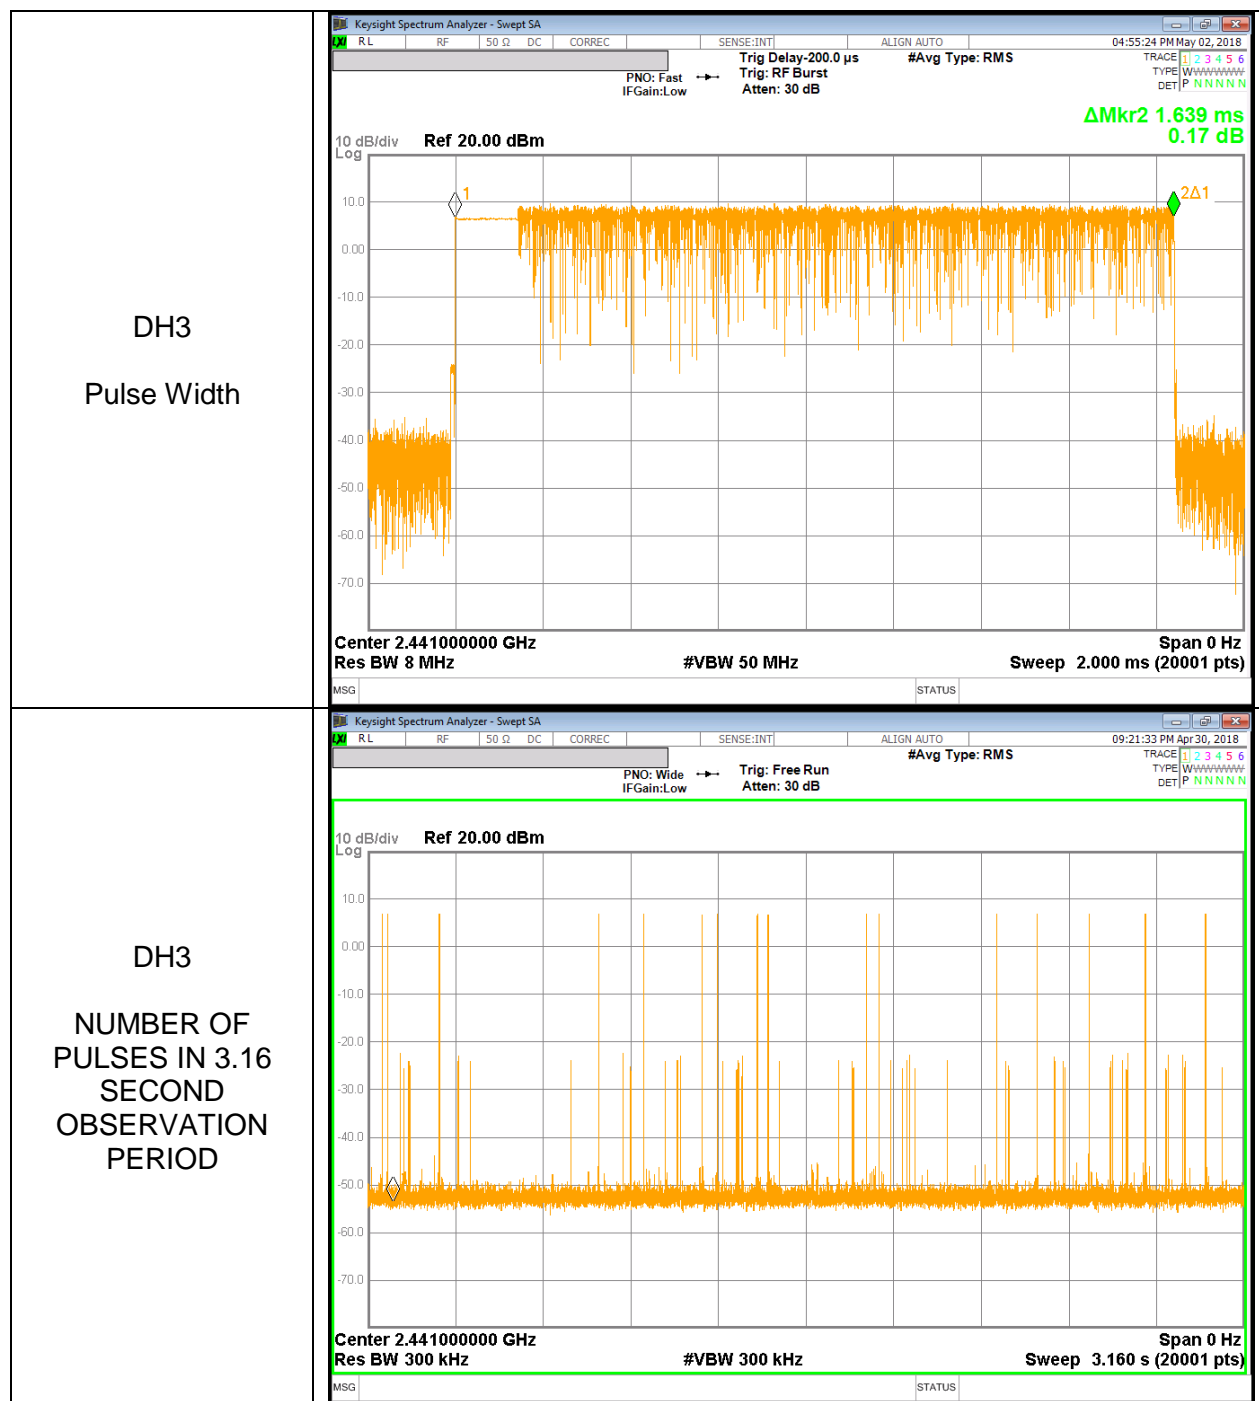 DH3
Pulse Width
Keysight Spectrum Analyzer - Swept SA
LXI RL RF 50 Ω DC CORREC SENSE:INT ALIGN AUTO 04:55:24 PM May 02, 2018
Trig Delay-200.0 µs #Avg Type: RMS TRACE 1 2 3 4 5 6
PNO: Fast Trig: RF Burst TYPE WWWWWW
IFGain:Low Atten: 30 dB DET P N N N N N
ΔMkr2 1.639 ms
0.17 dB
10 dB/div Ref 20.00 dBm
Log
1
2Δ1
10.0
0.00
-10.0
-20.0
-30.0
-40.0
-50.0
-60.0
-70.0
Center 2.441000000 GHz Span 0 Hz
Res BW 8 MHz #VBW 50 MHz Sweep 2.000 ms (20001 pts)
MSG STATUS
DH3
NUMBER OF
PULSES IN 3.16
SECOND
OBSERVATION
PERIOD
Keysight Spectrum Analyzer - Swept SA
LXI RL RF 50 Ω DC CORREC SENSE:INT ALIGN AUTO 09:21:33 PM Apr 30, 2018
#Avg Type: RMS TRACE 1 2 3 4 5 6
PNO: Wide Trig: Free Run TYPE WWWWWW
IFGain:Low Atten: 30 dB DET P N N N N N
10 dB/div Ref 20.00 dBm
Log
10.0
0.00
-10.0
-20.0
-30.0
-40.0
-50.0
-60.0
-70.0
Center 2.441000000 GHz Span 0 Hz
Res BW 300 kHz #VBW 300 kHz Sweep 3.160 s (20001 pts)
MSG STATUS